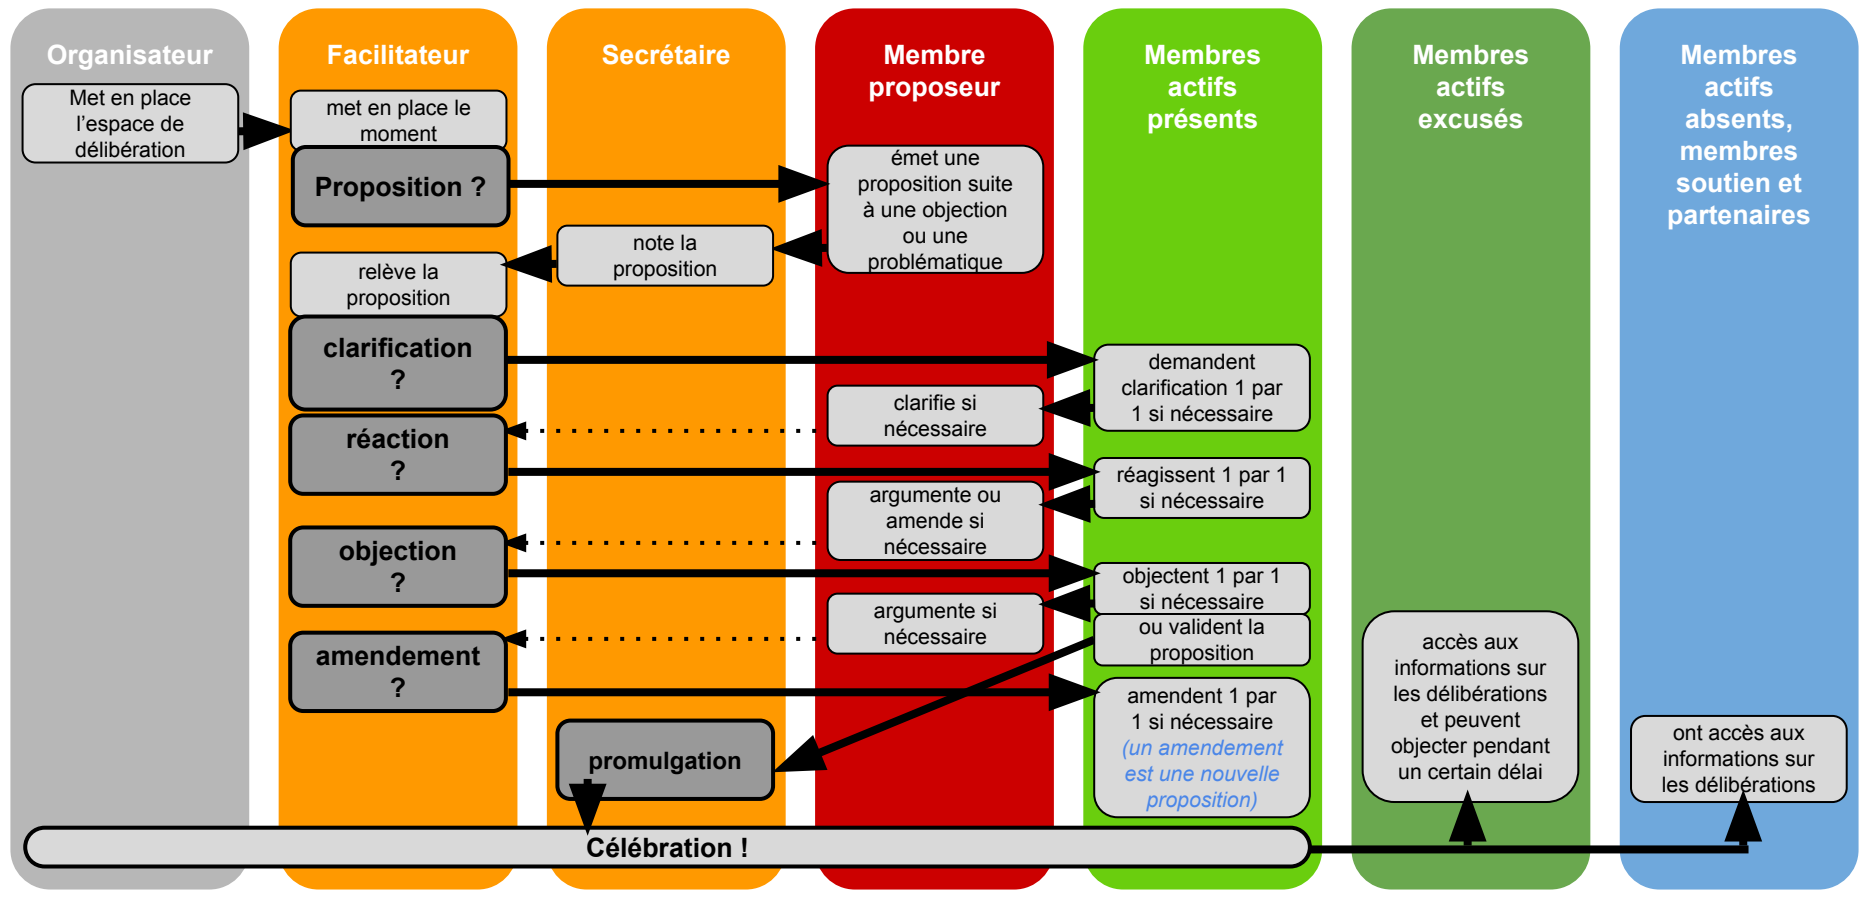 Organisateur
Met en place
l'espace de
délibération
Facilitateur
met en place le
moment
Proposition ?
relève la
proposition
clarification
?
réaction
?
objection
?
amendement
?
Secrétaire
note la
proposition
promulgation
Membre
proposeur
émet une
proposition suite
à une objection
ou une
problématique
clarifie si
nécessaire
argumente ou
amende si
nécessaire
argumente si
nécessaire
Membres
actifs
présents
demandent
clarification 1 par
1 si nécessaire
réagissent 1 par 1
si nécessaire
objectent 1 par 1
si nécessaire
ou valident la
proposition
amendent 1 par
1 si nécessaire
(un amendement
est une nouvelle
proposition)
Membres
actifs
excusés
accès aux
informations sur
les délibérations
et peuvent
objecter pendant
un certain délai
Membres
actifs
absents,
membres
soutien et
partenaires
ont accès aux
informations sur
les délibérations
Célébration !